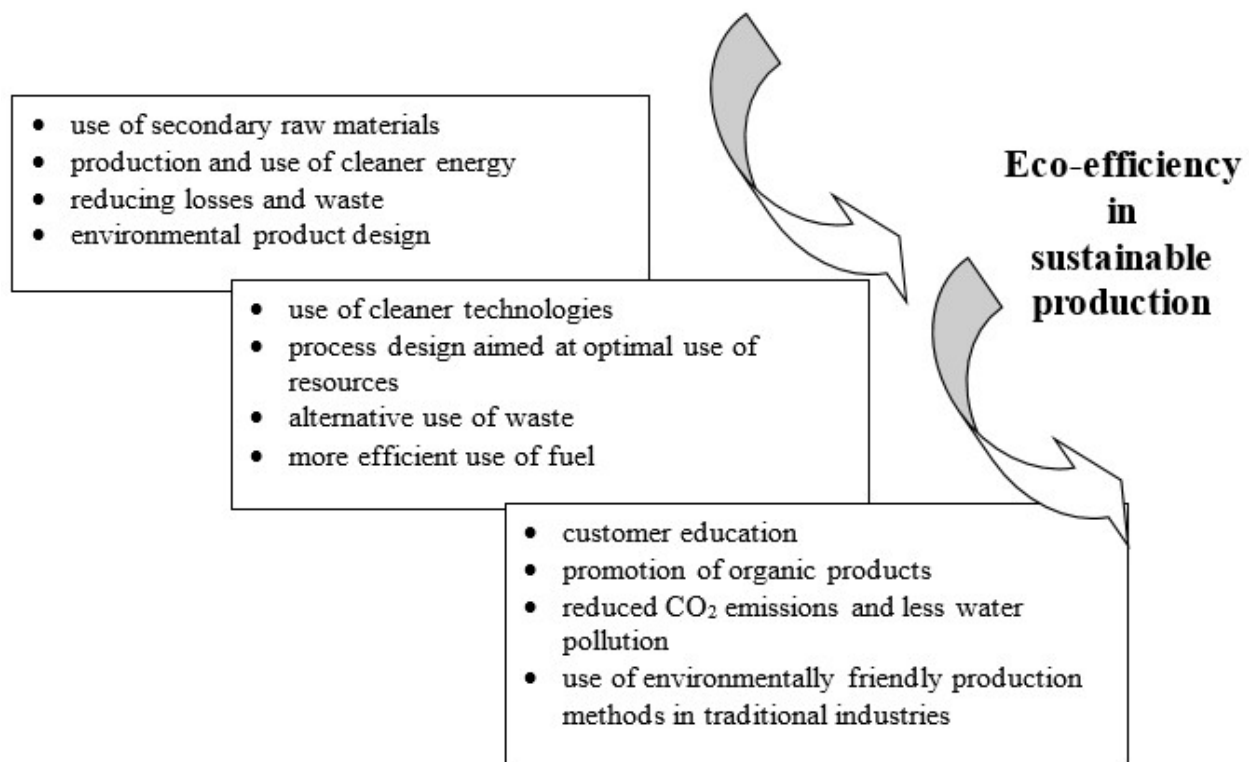 • use of secondary raw materials
• production and use of cleaner energy
• reducing losses and waste
• environmental product design
Eco-efficiency
in
sustainable
production
• use of cleaner technologies
• process design aimed at optimal use of
resources
• alternative use of waste
• more efficient use of fuel
• customer education
• promotion of organic products
• reduced CO₂ emissions and less water
pollution
• use of environmentally friendly production
methods in traditional industries